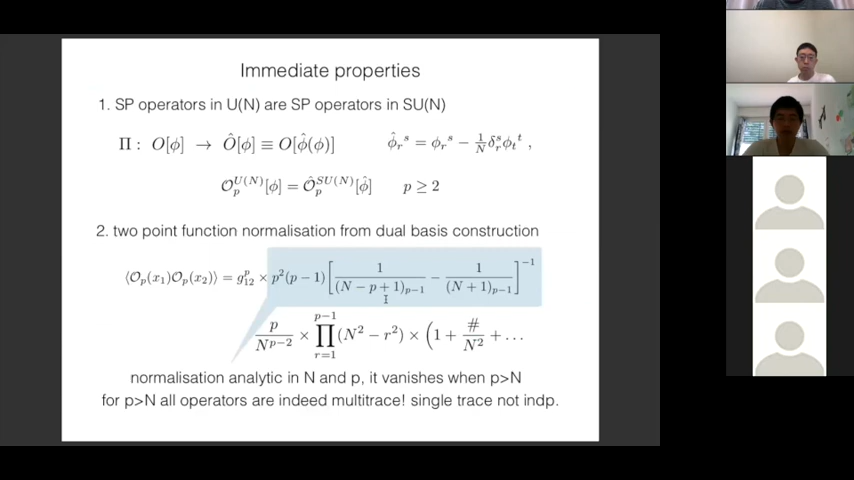 Immediate properties
1. SP operators in U(N) are SP operators in SU(N)
Π : O[ϕ] → Ô[ϕ] ≡ O[ϕ̂(ϕ)]   ϕ̂_r^s = ϕ_r^s − 1/N δ_r^s ϕ_t^t ,
𝒪_p^{U(N)}[ϕ] = 𝒪̂_p^{SU(N)}[ϕ̂]   p ≥ 2
2. two point function normalisation from dual basis construction
⟨𝒪_p(x_1)𝒪_p(x_2)⟩ = g_{12}^p × p^2(p − 1) [ 1/(N − p + 1)_{p−1} − 1/(N + 1)_{p−1} ]^{−1}
p/N^{p−2} × ∏_{r=1}^{p−1} (N^2 − r^2) × (1 + #/N^2 + ...
normalisation analytic in N and p, it vanishes when p>N
for p>N all operators are indeed multitrace! single trace not indp.